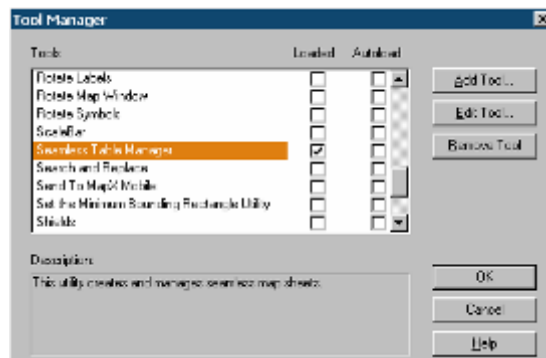 Tool Manager
Tools Loaded Autoload
Rotate Labels
Rotate Map Window
Rotate Symbols
ScaleBar
Seamless Table Manager
Search and Replace
Send To MapX Mobile
Set the Minimum Bounding Rectangle Utility
Shields
Add Tool...
Edit Tool...
Remove Tool
Description:
This utility creates and manages seamless map sheets.
OK
Cancel
Help